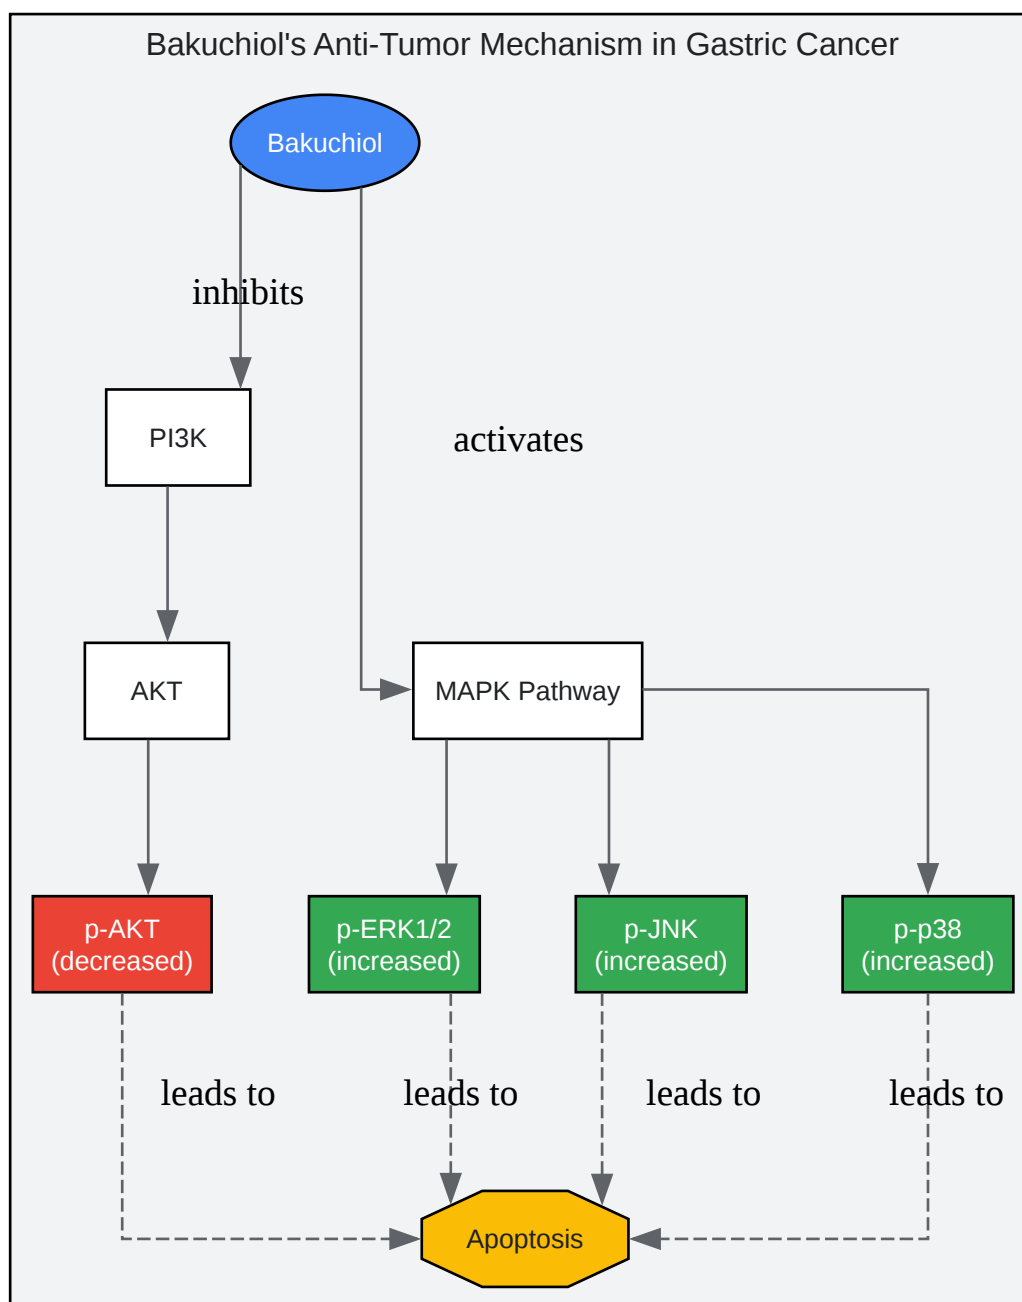 Bakuchiol's Anti-Tumor Mechanism in Gastric Cancer
Bakuchiol
inhibits
PI3K
activates
AKT
MAPK Pathway
p-AKT
(decreased)
p-ERK1/2
(increased)
p-JNK
(increased)
p-p38
(increased)
leads to
leads to
leads to
leads to
Apoptosis